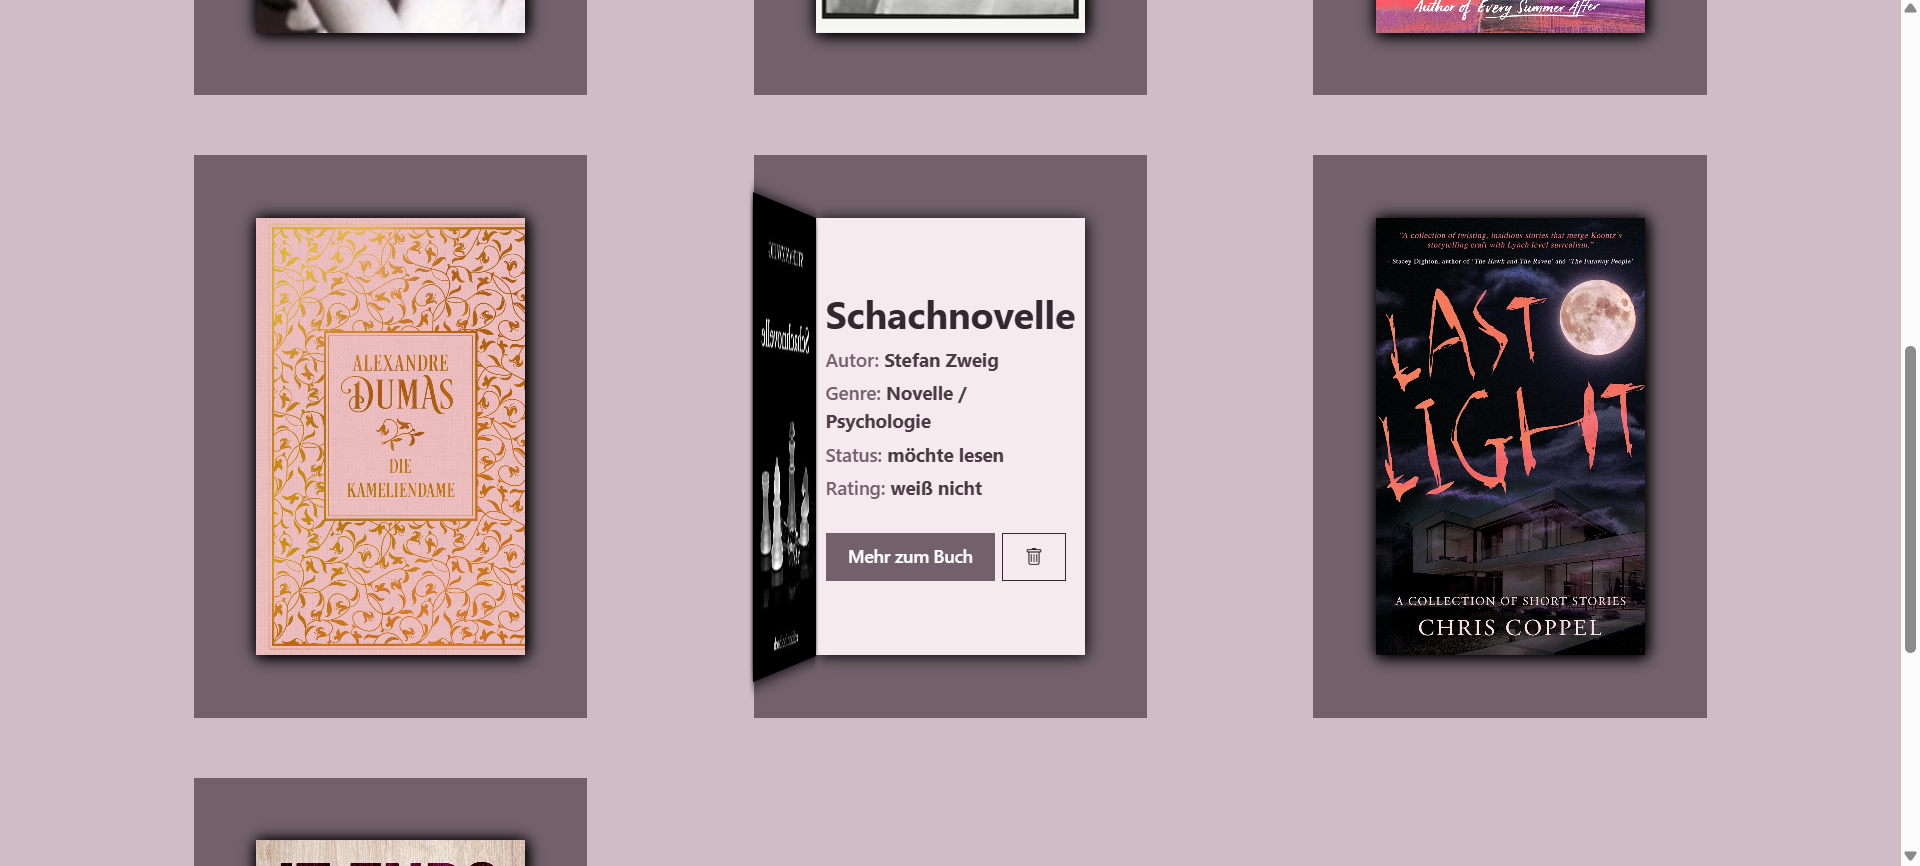 Author of Every Summer After
ALEXANDRE
DUMAS
DIE
KAMELIENDAME
Schachnovelle
Schachnovelle
Autor: Stefan Zweig
Genre: Novelle /
Psychologie
Status: möchte lesen
Rating: weiß nicht
Mehr zum Buch
"A collection of twisting, insidious stories that merge Koontz's
storytelling craft with Lynch level surrealism."
- Stacey Dighton, author of 'The Hawk and The Raven' and 'The Faraway People'
LAST
LIGHT
A COLLECTION OF SHORT STORIES
CHRIS COPPEL